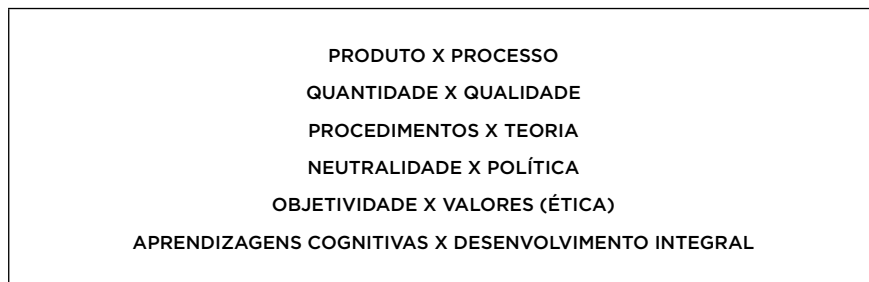 PRODUTO X PROCESSO
QUANTIDADE X QUALIDADE
PROCEDIMENTOS X TEORIA
NEUTRALIDADE X POLÍTICA
OBJETIVIDADE X VALORES (ÉTICA)
APRENDIZAGENS COGNITIVAS X DESENVOLVIMENTO INTEGRAL